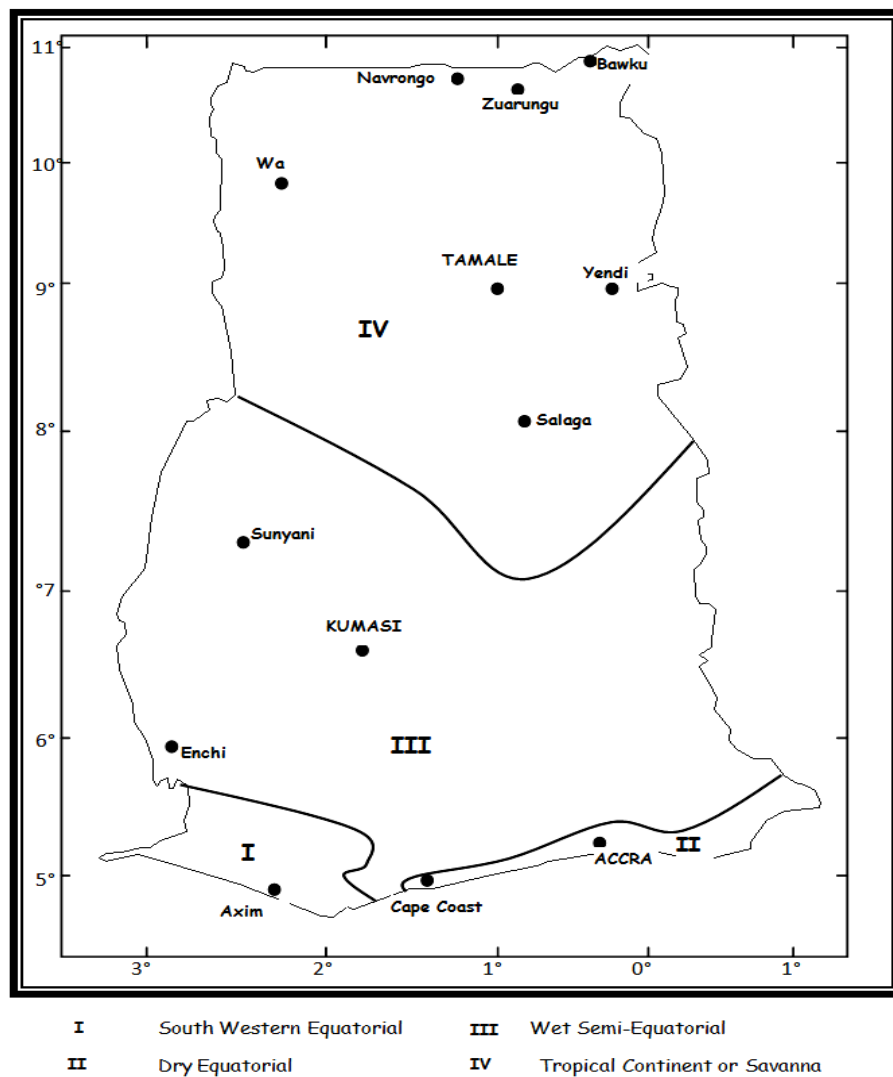 11°
Bawku
Navrongo
Zuarungu
10°
Wa
TAMALE
Yendi
9°
IV
Salaga
8°
Sunyani
°7
KUMASI
6°
III
Enchi
I
II
ACCRA
5°
Cape Coast
Axim
3° 2° 1° 0° 1°
I South Western Equatorial III Wet Semi-Equatorial
II Dry Equatorial IV Tropical Continent or Savanna